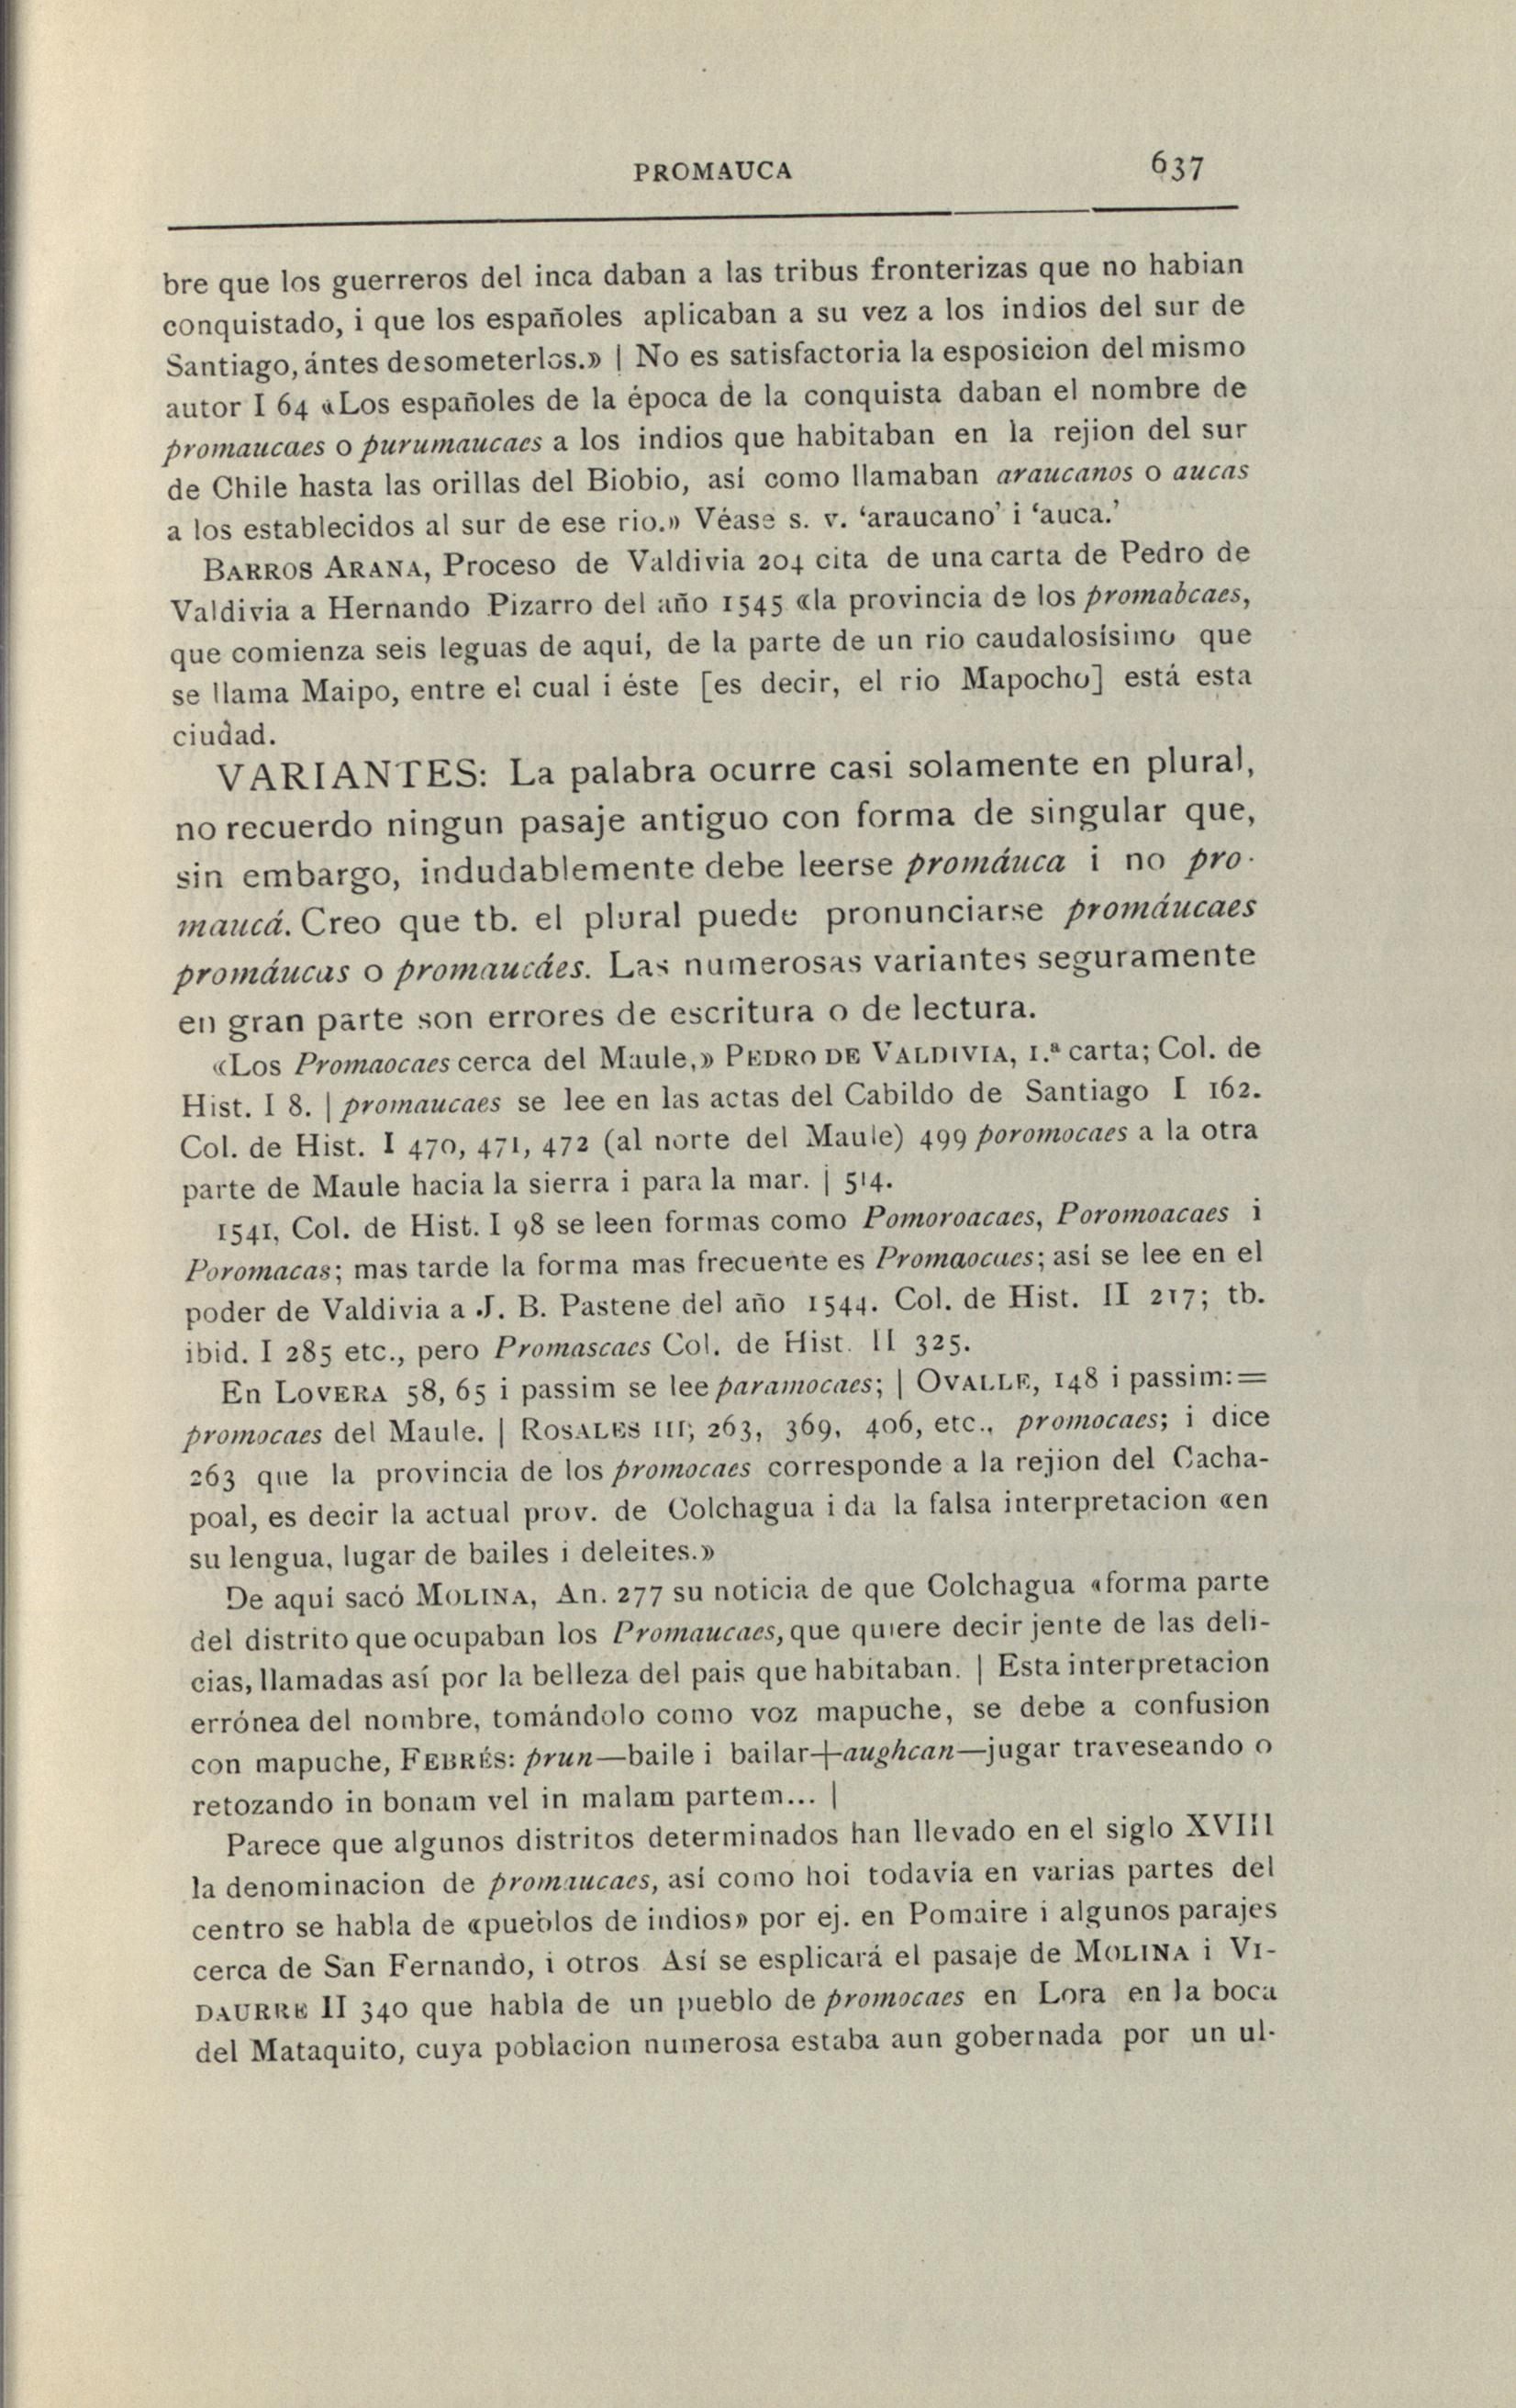 PROMAUCA 637
bre que los guerreros del inca daban a las tribus fronterizas que no habian
conquistado, i que los españoles aplicaban a su vez a los indios del sur de
Santiago, ántes de someterlos.» | No es satisfactoria la esposicion del mismo
autor I 64 «Los españoles de la época de la conquista daban el nombre de
promaucaes o purumaucaes a los indios que habitaban en la rejion del sur
de Chile hasta las orillas del Biobio, así como llamaban araucanos o aucas
a los establecidos al sur de ese rio.» Véase s. v. ‘araucano’ i ‘auca.’
BARROS ARANA, Proceso de Valdivia 204 cita de una carta de Pedro de
Valdivia a Hernando Pizarro del año 1545 «la provincia de los promabcaes,
que comienza seis leguas de aquí, de la parte de un rio caudalosísimo que
se llama Maipo, entre el cual i éste [es decir, el rio Mapocho] está esta
ciudad.
VARIANTES: La palabra ocurre casi solamente en plural,
no recuerdo ningun pasaje antiguo con forma de singular que,
sin embargo, indudablemente debe leerse promáuca i no pro-
maucá. Creo que tb. el plural puede pronunciarse promáucaes
promáucas o promaucáes. Las numerosas variantes seguramente
en gran parte son errores de escritura o de lectura.
«Los Promaocaes cerca del Maule,» PEDRO DE VALDIVIA, 1.ª carta; Col. de
Hist. I 8. | promaucaes se lee en las actas del Cabildo de Santiago I 162.
Col. de Hist. I 470, 471, 472 (al norte del Maule) 499 poromocaes a la otra
parte de Maule hacia la sierra i para la mar. | 514.
1541, Col. de Hist. I 98 se leen formas como Pomoroacaes, Poromoacaes i
Poromacas; mas tarde la forma mas frecuente es Promaocaes; así se lee en el
poder de Valdivia a J. B. Pastene del año 1544. Col. de Hist. II 217; tb.
ibid. I 285 etc., pero Promascaes Col. de Hist. II 325.
En LOVERA 58, 65 i passim se lee paramocaes; | OVALLE, 148 i passim: =
promocaes del Maule. | ROSALES III; 263, 369, 406, etc., promocaes; i dice
263 que la provincia de los promocaes corresponde a la rejion del Cacha-
poal, es decir la actual prov. de Colchagua i da la falsa interpretacion «en
su lengua, lugar de bailes i deleites.»
De aquí sacó MOLINA, An. 277 su noticia de que Colchagua «forma parte
del distrito que ocupaban los Promaucaes, que quiere decir jente de las deli-
cias, llamadas así por la belleza del pais que habitaban. | Esta interpretacion
errónea del nombre, tomándolo como voz mapuche, se debe a confusion
con mapuche, FEBRÉS: prun—baile i bailar+aughcan—jugar traveseando o
retozando in bonam vel in malam partem... |
Parece que algunos distritos determinados han llevado en el siglo XVIII
la denominacion de promaucaes, así como hoi todavía en varias partes del
centro se habla de «pueblos de indios» por ej. en Pomaire i algunos parajes
cerca de San Fernando, i otros Así se esplicará el pasaje de MOLINA i VI-
DAURRE II 340 que habla de un pueblo de promocaes en Lora en la boca
del Mataquito, cuya poblacion numerosa estaba aun gobernada por un ul-